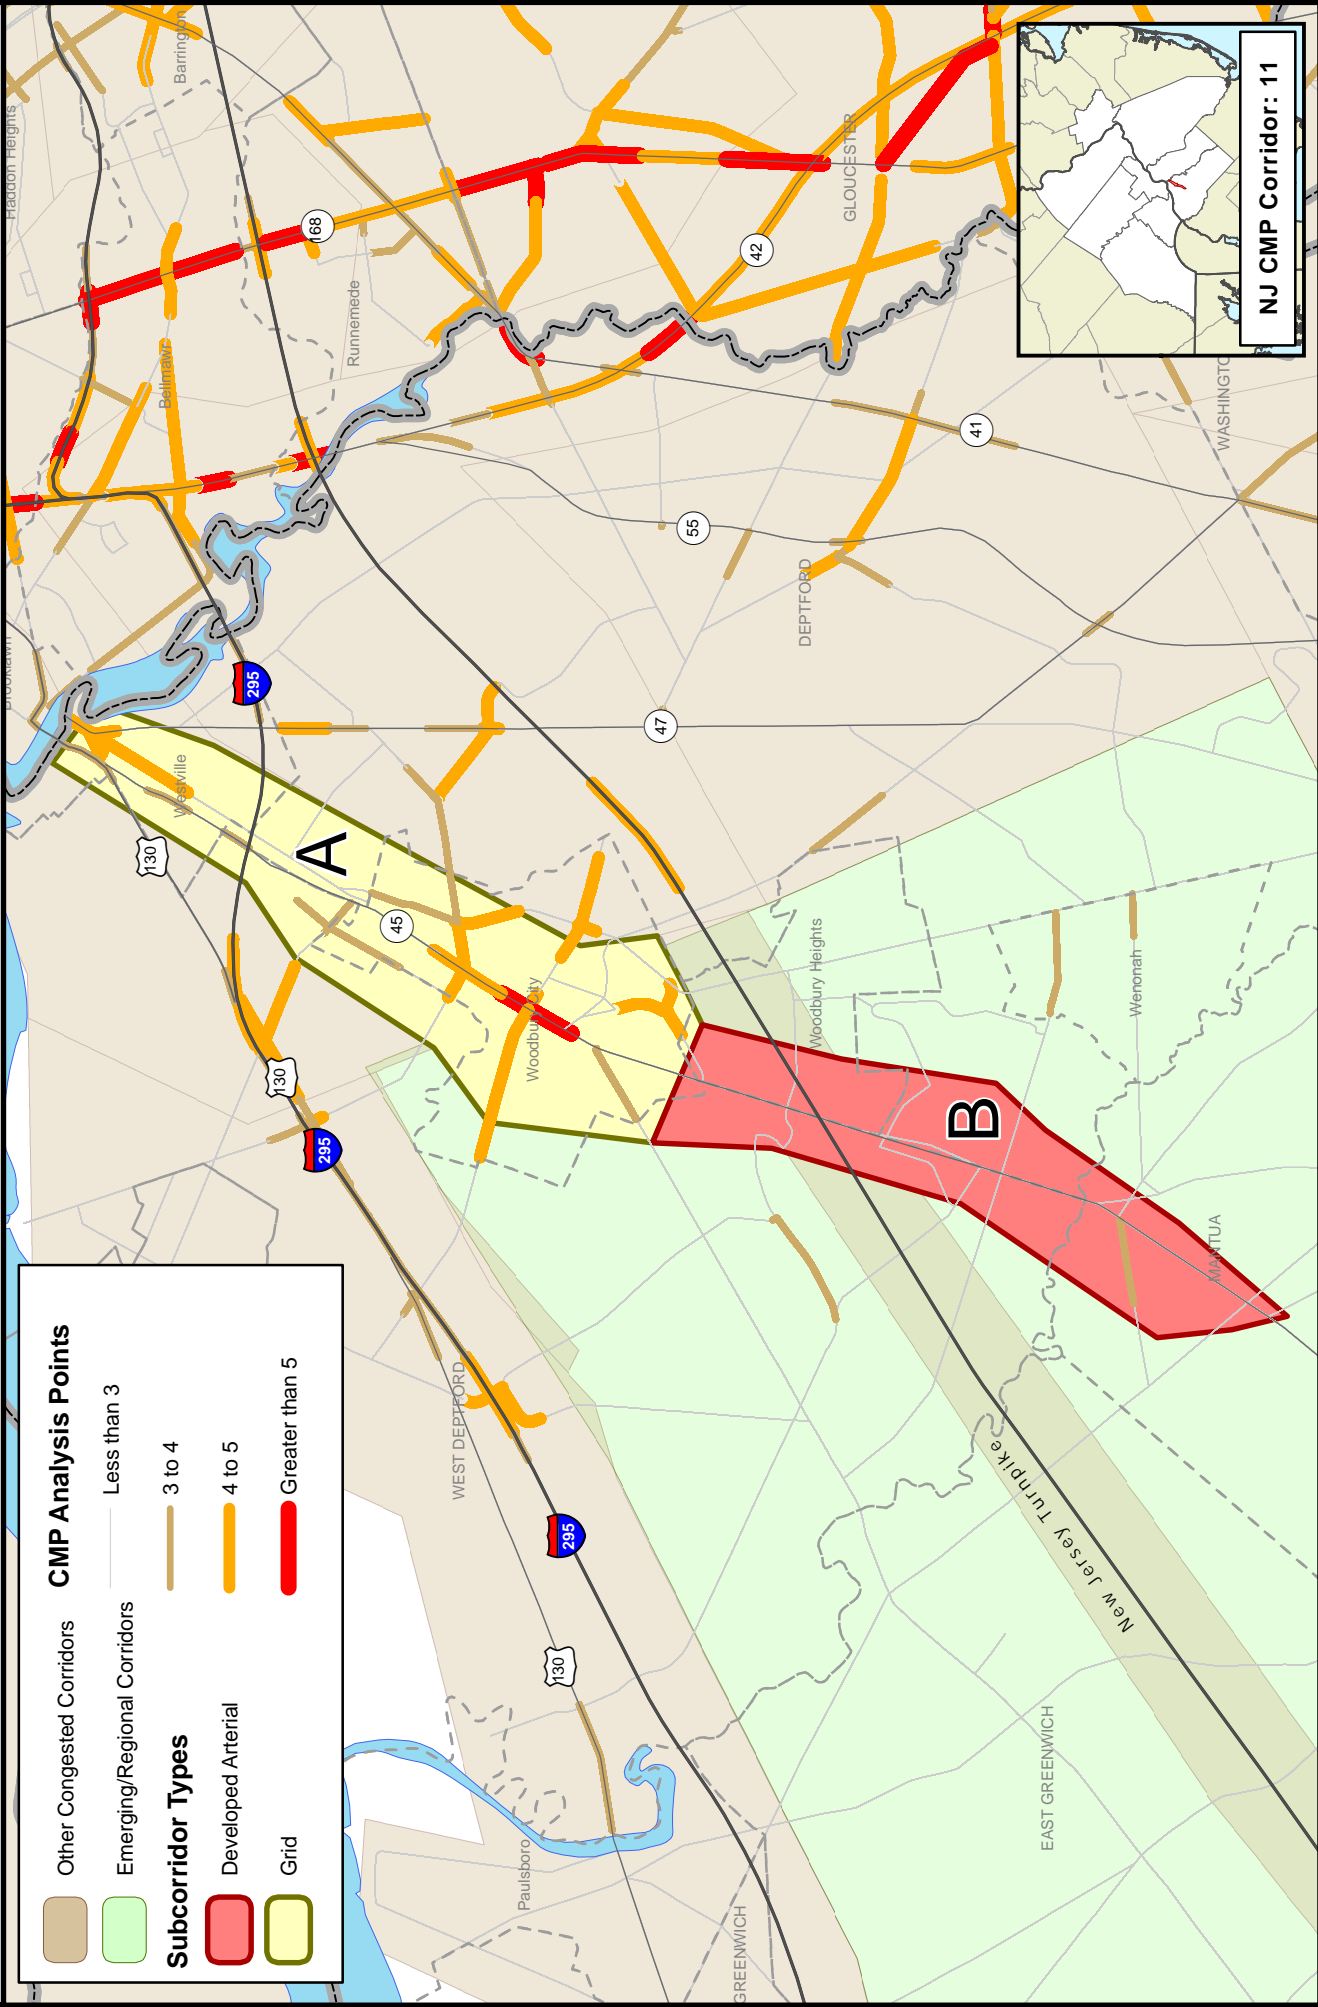 NJ CMP Corridor: 11
Other Congested Corridors
Emerging/Regional Corridors
Subcorridor Types
Developed Arterial
Grid
CMP Analysis Points
Less than 3
3 to 4
4 to 5
Greater than 5
Haddon Heights
Barrington
168
Bellmawr
Runnemede
GLOUCESTER
42
41
WASHINGTO
55
DEPTFORD
47
295
Westville
130
A
45
Woodbury City
Woodbury Heights
Wenonah
B
MANTUA
130
295
WEST DEPTFORD
295
130
New Jersey Turnpike
Paulsboro
EAST GREENWICH
GREENWICH